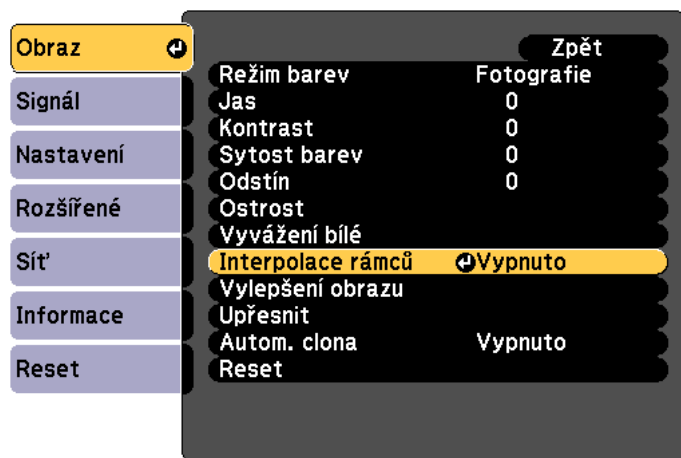 Obraz
Signál
Nastavení
Rozšířené
Síť
Informace
Reset
Zpět
Režim barev Fotografie
Jas 0
Kontrast 0
Sytost barev 0
Odstín 0
Ostrost
Vyvážení bílé
Interpolace rámců Vypnuto
Vylepšení obrazu
Upřesnit
Autom. clona Vypnuto
Reset